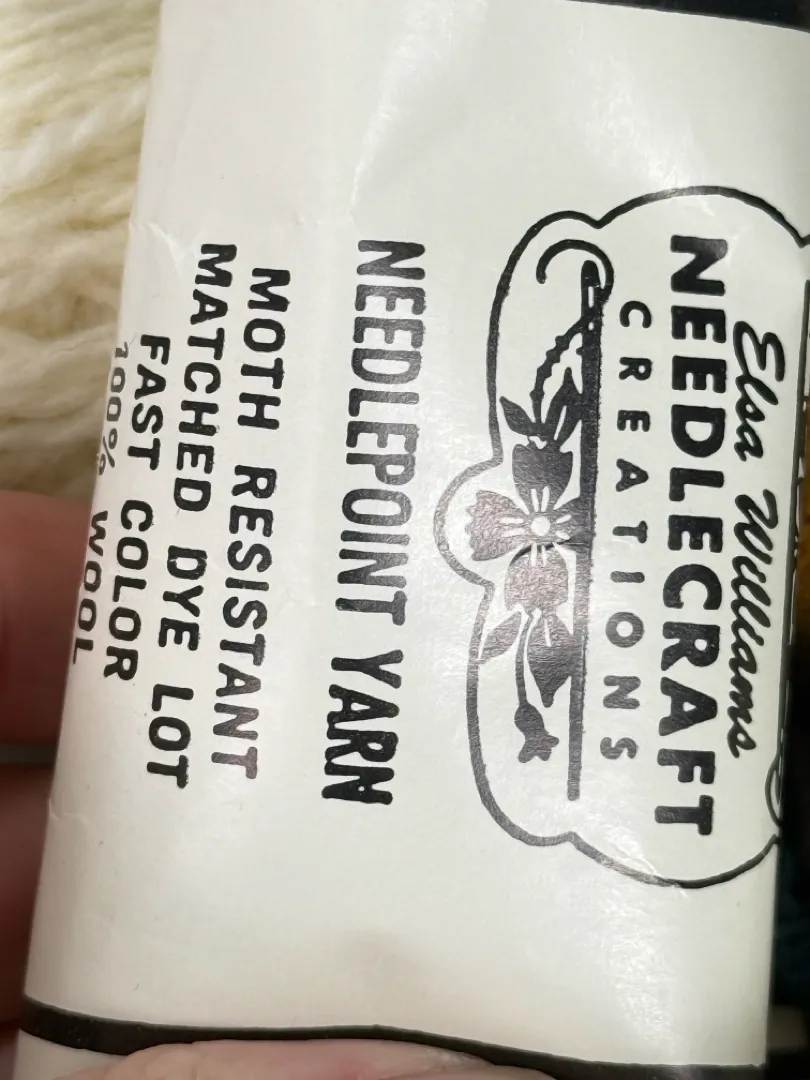 Elsa Williams
NEEDLECRAFT
CREATIONS
NEEDLEPOINT YARN
MOTH RESISTANT
MATCHED DYE LOT
FAST COLOR
100% WOOL